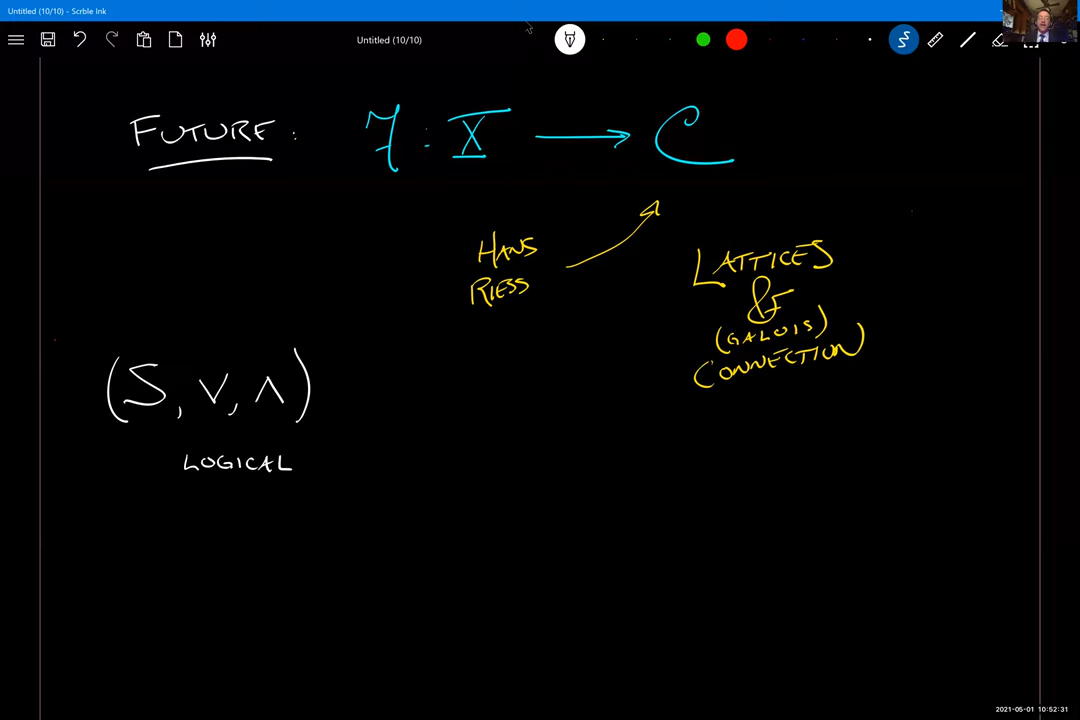 Untitled (10/10) - Scrble Ink
Untitled (10/10)
FUTURE: F : X → C
HANS
RIESS
LATTICES
&
(GALOIS)
CONNECTION
(S, ∨, ∧)
LOGICAL
2021-05-01 10:52:31